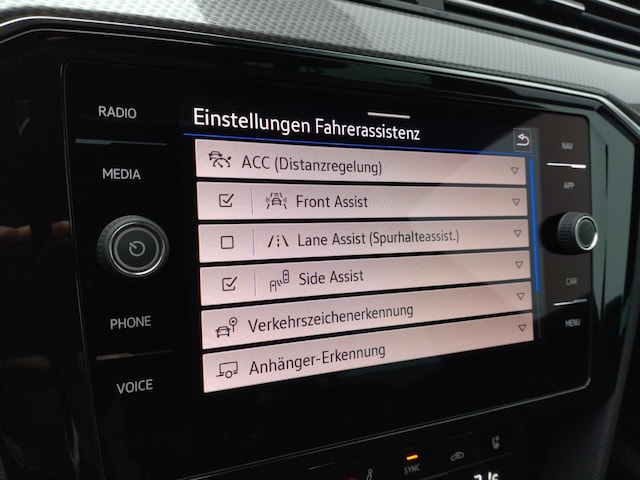 Einstellungen Fahrerassistenz
ACC (Distanzregelung)
Front Assist
Lane Assist (Spurhalteassist.)
Side Assist
Verkehrszeichenerkennung
Anhänger-Erkennung
RADIO
MEDIA
PHONE
VOICE
NAV
APP
CAR
MENU
SYNC